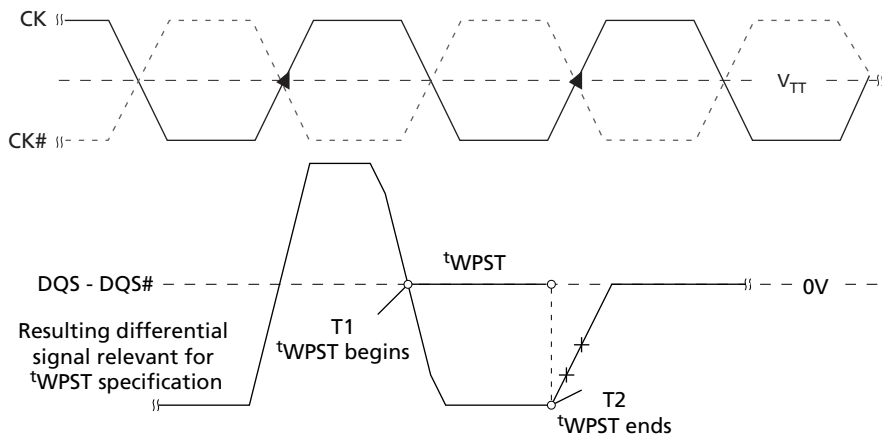 CK
V_TT
CK#
DQS - DQS#
tWPST
0V
T1
tWPST begins
Resulting differential
signal relevant for
tWPST specification
T2
tWPST ends